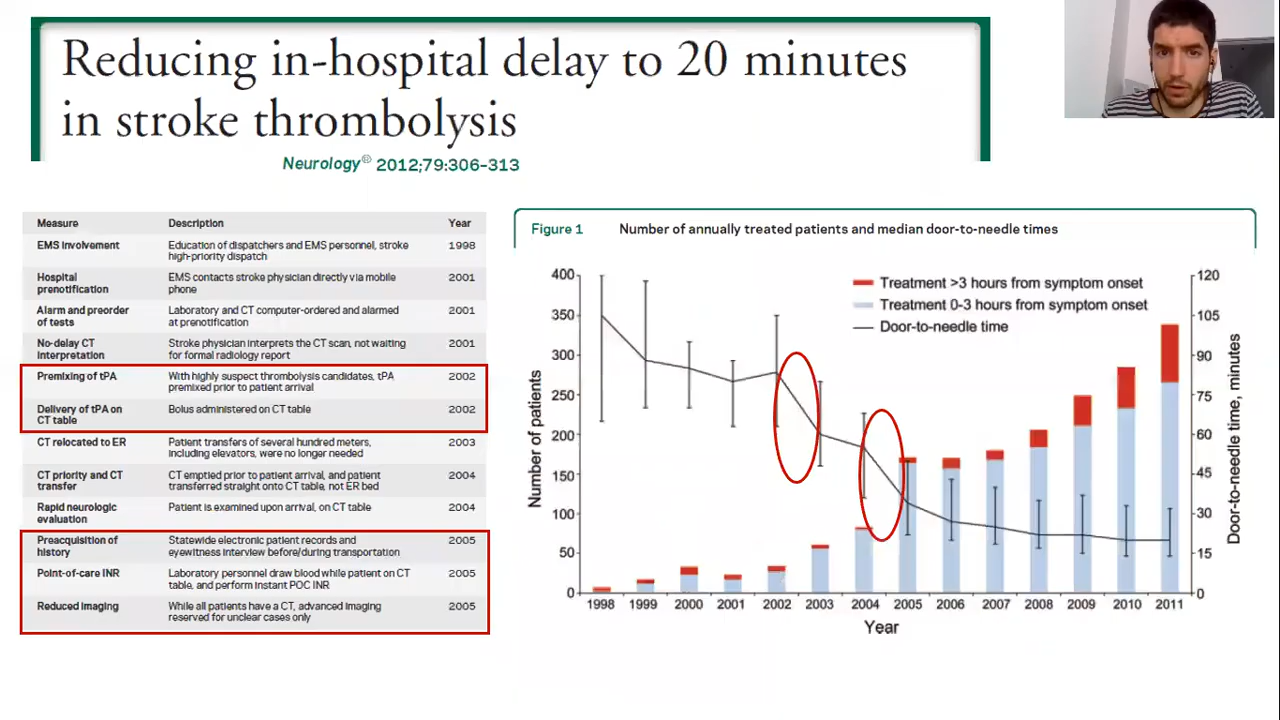 Reducing in-hospital delay to 20 minutes
in stroke thrombolysis
Neurology® 2012;79:306–313
Measure Description Year
EMS involvement Education of dispatchers and EMS personnel, stroke 1998
high-priority dispatch
Hospital EMS contacts stroke physician directly via mobile 2001
prenotification phone
Alarm and preorder Laboratory and CT computer-ordered and alarmed 2001
of tests at prenotification
No-delay CT Stroke physician interprets the CT scan, not waiting 2001
interpretation for formal radiology report
Premixing of tPA With highly suspect thrombolysis candidates, tPA 2002
premixed prior to patient arrival
Delivery of tPA on Bolus administered on CT table 2002
CT table
CT relocated to ER Patient transfers of several hundred meters, 2003
including elevators, were no longer needed
CT priority and CT CT emptied prior to patient arrival, and patient 2004
transfer transferred straight onto CT table, not ER bed
Rapid neurologic Patient is examined upon arrival, on CT table 2004
evaluation
Preacquisition of Statewide electronic patient records and 2005
history eyewitness interview before/during transportation
Point-of-care INR Laboratory personnel draw blood while patient on CT 2005
table, and perform instant POC INR
Reduced imaging While all patients have a CT, advanced imaging 2005
reserved for unclear cases only
Figure 1 Number of annually treated patients and median door-to-needle times
Treatment >3 hours from symptom onset
Treatment 0-3 hours from symptom onset
Door-to-needle time
Number of patients
400
350
300
250
200
150
100
50
0
120
105
90
75
60
45
30
15
0
Door-to-needle time, minutes
1998 1999 2000 2001 2002 2003 2004 2005 2006 2007 2008 2009 2010 2011
Year